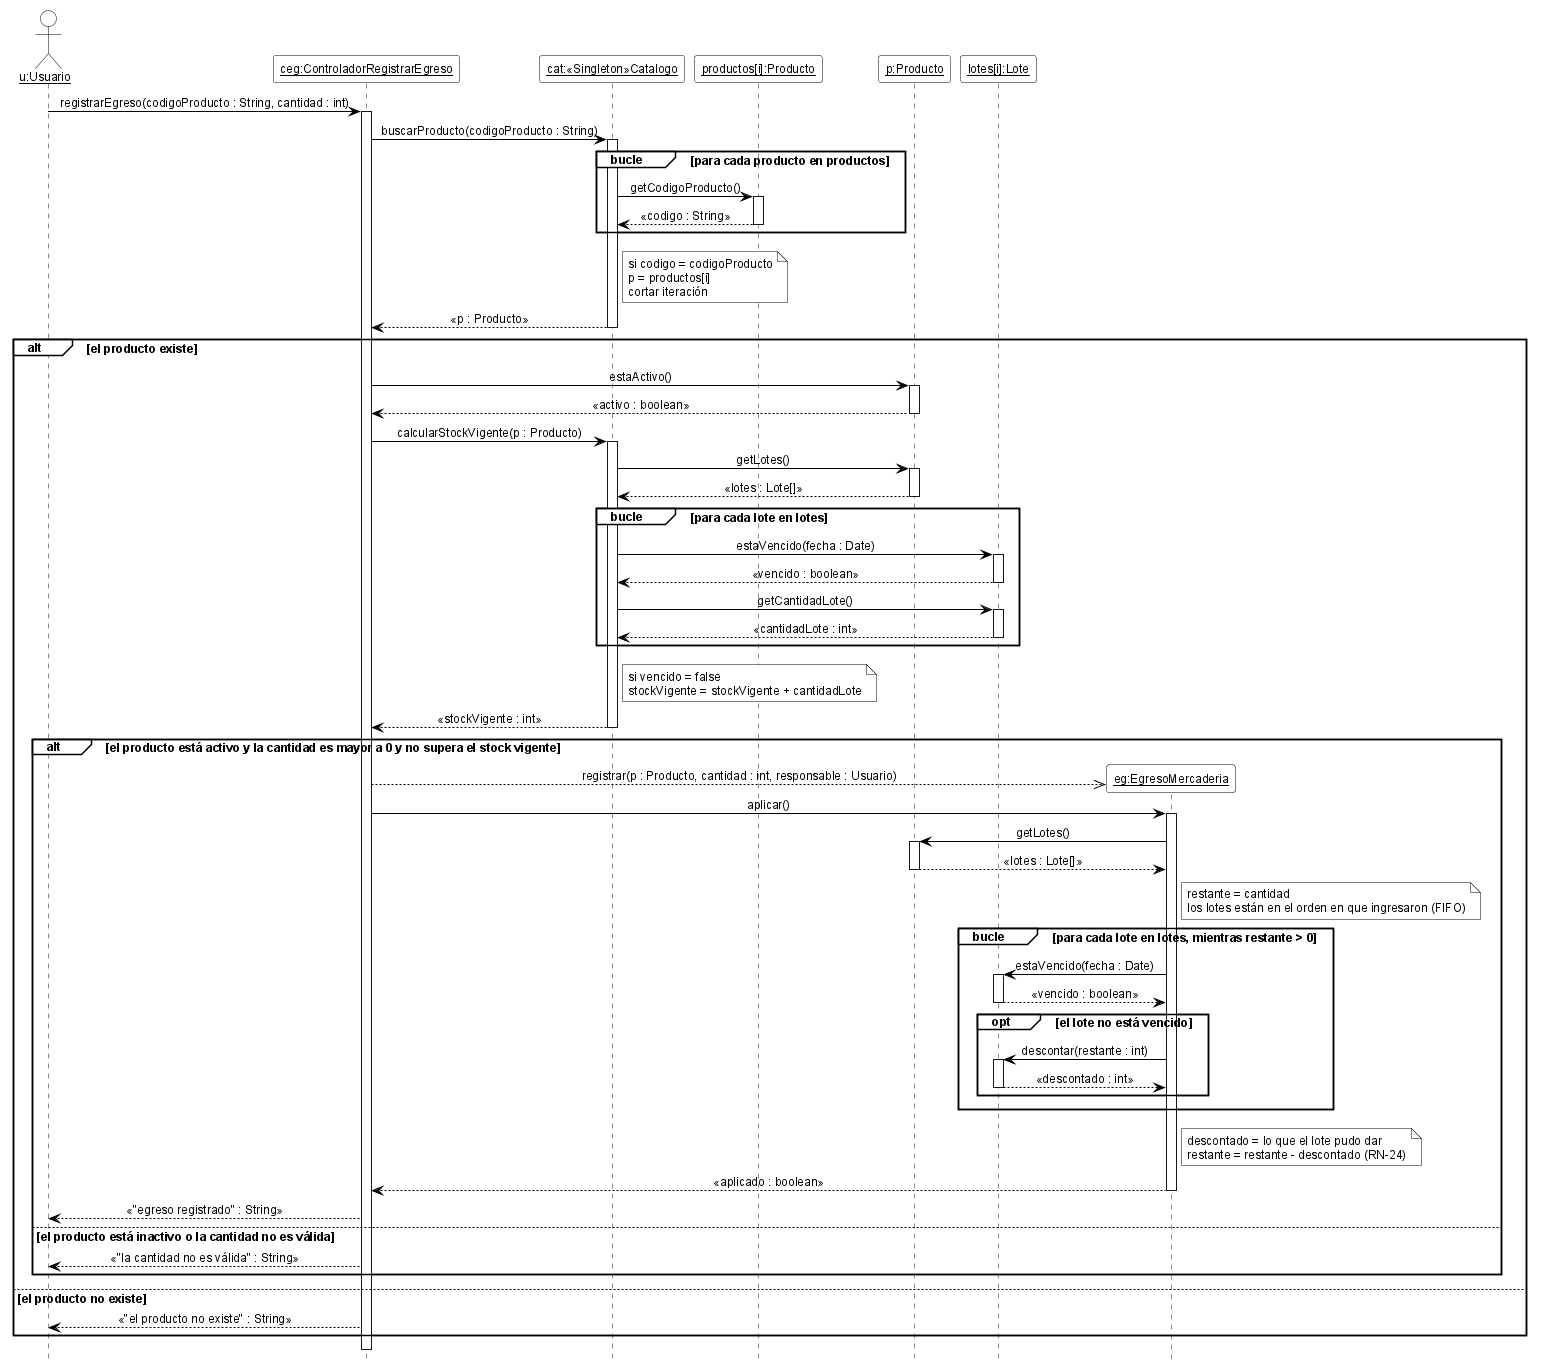 u:Usuario
ceg:ControladorRegistrarEgreso
cat:«Singleton»Catalogo
productos[i]:Producto
p:Producto
lotes[i]:Lote
registrarEgreso(codigoProducto : String, cantidad : int)
buscarProducto(codigoProducto : String)
bucle
[para cada producto en productos]
getCodigoProducto()
«codigo : String»
si codigo = codigoProducto
p = productos[i]
cortar iteración
«p : Producto»
alt
[el producto existe]
estaActivo()
«activo : boolean»
calcularStockVigente(p : Producto)
getLotes()
«lotes : Lote[]»
bucle
[para cada lote en lotes]
estaVencido(fecha : Date)
«vencido : boolean»
getCantidadLote()
«cantidadLote : int»
si vencido = false
stockVigente = stockVigente + cantidadLote
«stockVigente : int»
alt
[el producto está activo y la cantidad es mayor a 0 y no supera el stock vigente]
registrar(p : Producto, cantidad : int, responsable : Usuario)
eg:EgresoMercaderia
aplicar()
getLotes()
«lotes : Lote[]»
restante = cantidad
los lotes están en el orden en que ingresaron (FIFO)
bucle
[para cada lote en lotes, mientras restante > 0]
estaVencido(fecha : Date)
«vencido : boolean»
opt
[el lote no está vencido]
descontar(restante : int)
«descontado : int»
descontado = lo que el lote pudo dar
restante = restante - descontado (RN-24)
«aplicado : boolean»
«"egreso registrado" : String»
[el producto está inactivo o la cantidad no es válida]
«"la cantidad no es válida" : String»
[el producto no existe]
«"el producto no existe" : String»